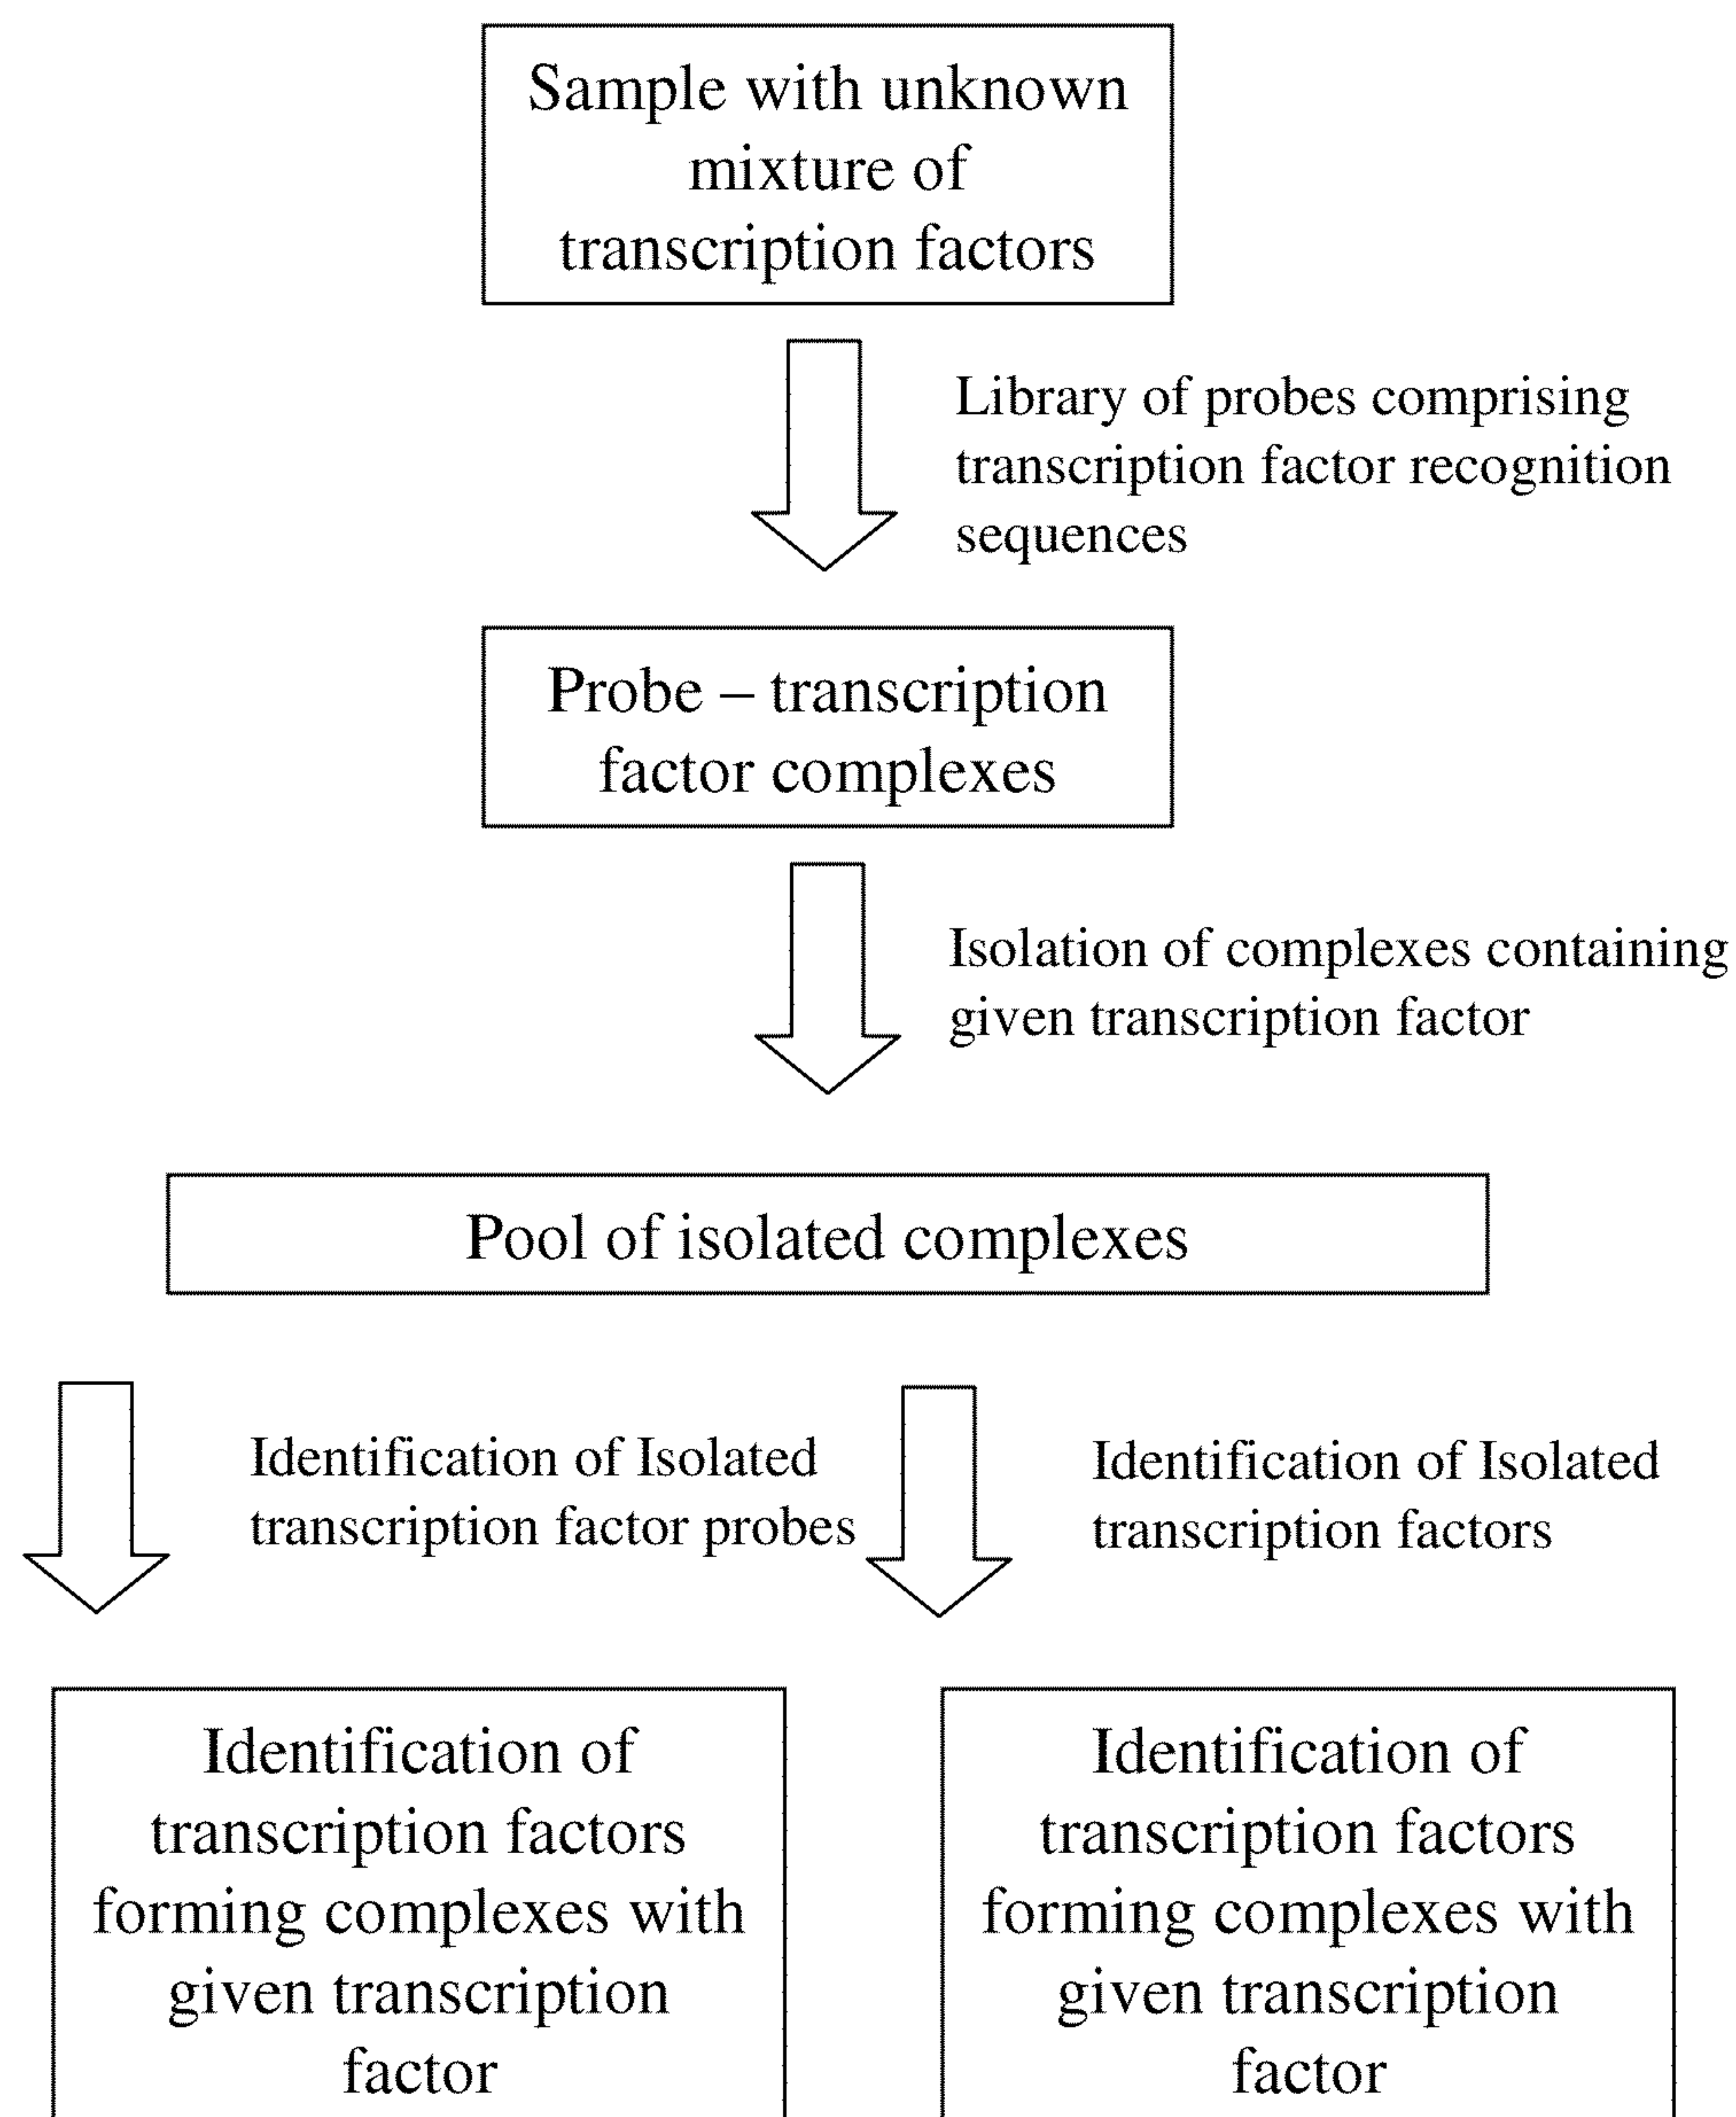 Sample with unknown
mixture of
transcription factors
Library of probes comprising
transcription factor recognition
sequences
Probe – transcription
factor complexes
Isolation of complexes containing
given transcription factor
Pool of isolated complexes
Identification of Isolated
transcription factor probes
Identification of Isolated
transcription factors
Identification of
transcription factors
forming complexes with
given transcription
factor
Identification of
transcription factors
forming complexes with
given transcription
factor